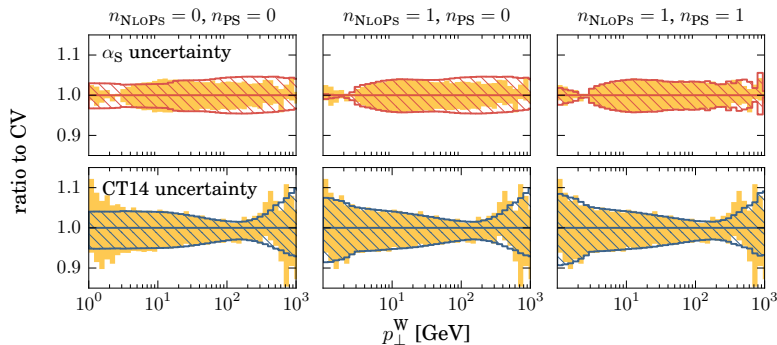 n_NLOPS = 0, n_PS = 0 n_NLOPS = 1, n_PS = 0 n_NLOPS = 1, n_PS = 1
ratio to CV
1.1 α_S uncertainty
1.0
0.9
1.1 CT14 uncertainty
1.0
0.9
10^0 10^1 10^2 10^3 10^1 10^2 10^3 10^1 10^2 10^3
p_⊥^W [GeV]